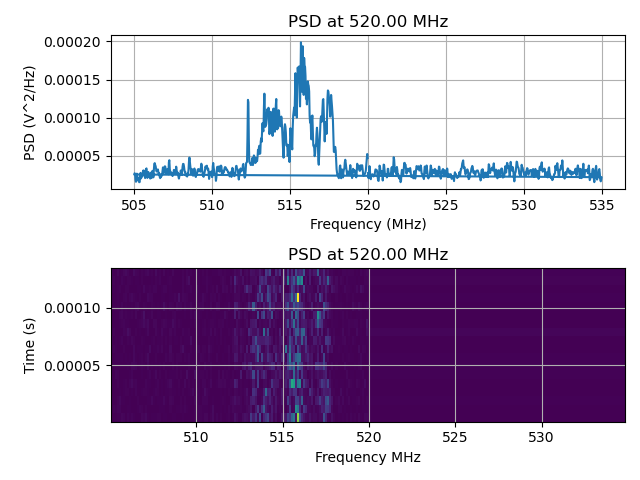 PSD at 520.00 MHz
PSD (V^2/Hz)
0.00020
0.00015
0.00010
0.00005
505 510 515 520 525 530 535
Frequency (MHz)
PSD at 520.00 MHz
Time (s)
0.00010
0.00005
510 515 520 525 530
Frequency MHz